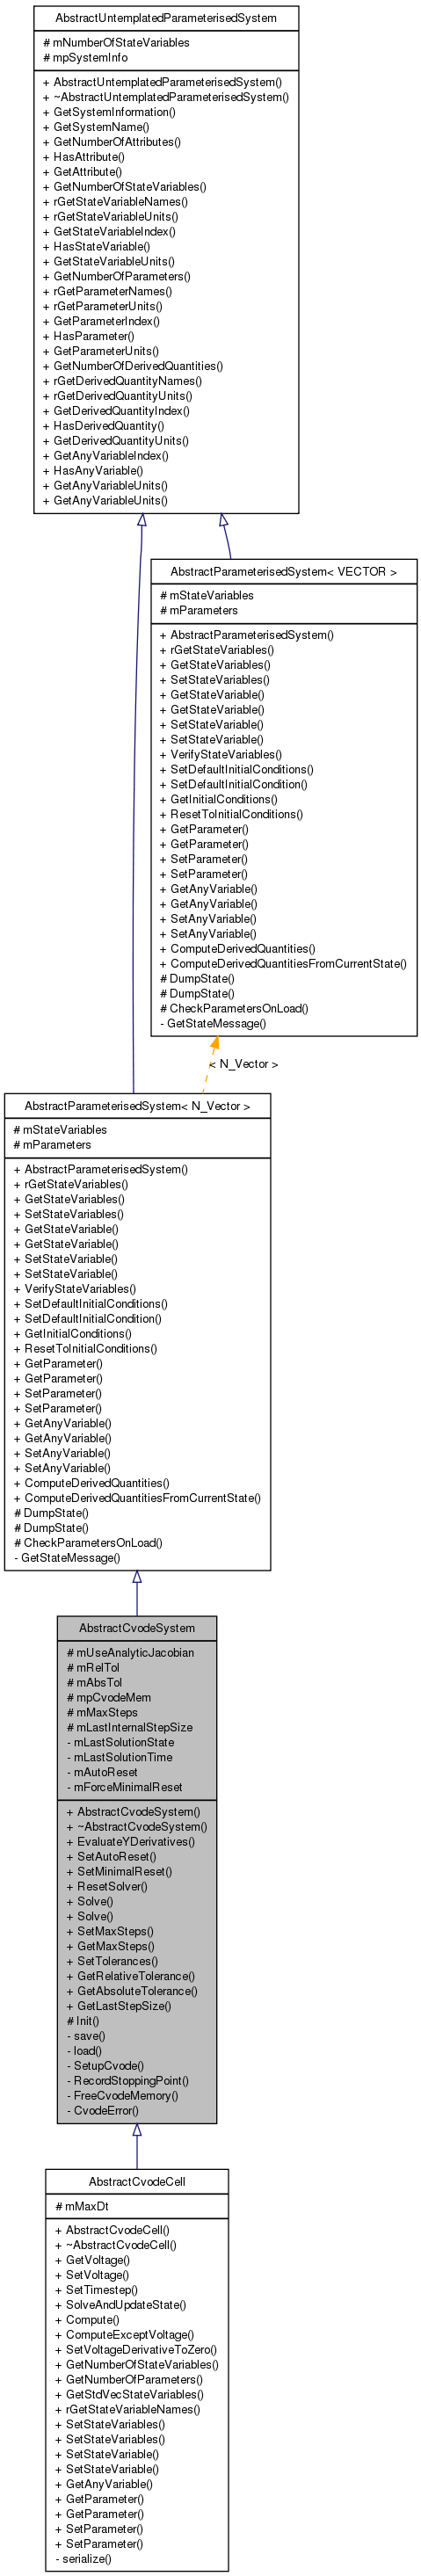 AbstractUntemplatedParameterisedSystem
# mNumberOfStateVariables
# mpSystemInfo
+ AbstractUntemplatedParameterisedSystem()
+ ~AbstractUntemplatedParameterisedSystem()
+ GetSystemInformation()
+ GetSystemName()
+ GetNumberOfAttributes()
+ HasAttribute()
+ GetAttribute()
+ GetNumberOfStateVariables()
+ rGetStateVariableNames()
+ rGetStateVariableUnits()
+ GetStateVariableIndex()
+ HasStateVariable()
+ GetStateVariableUnits()
+ GetNumberOfParameters()
+ rGetParameterNames()
+ rGetParameterUnits()
+ GetParameterIndex()
+ HasParameter()
+ GetParameterUnits()
+ GetNumberOfDerivedQuantities()
+ rGetDerivedQuantityNames()
+ rGetDerivedQuantityUnits()
+ GetDerivedQuantityIndex()
+ HasDerivedQuantity()
+ GetDerivedQuantityUnits()
+ GetAnyVariableIndex()
+ HasAnyVariable()
+ GetAnyVariableUnits()
+ GetAnyVariableUnits()
AbstractParameterisedSystem< VECTOR >
# mStateVariables
# mParameters
+ AbstractParameterisedSystem()
+ rGetStateVariables()
+ GetStateVariables()
+ SetStateVariables()
+ GetStateVariable()
+ GetStateVariable()
+ SetStateVariable()
+ SetStateVariable()
+ VerifyStateVariables()
+ SetDefaultInitialConditions()
+ SetDefaultInitialCondition()
+ GetInitialConditions()
+ ResetToInitialConditions()
+ GetParameter()
+ GetParameter()
+ SetParameter()
+ SetParameter()
+ GetAnyVariable()
+ GetAnyVariable()
+ SetAnyVariable()
+ SetAnyVariable()
+ ComputeDerivedQuantities()
+ ComputeDerivedQuantitiesFromCurrentState()
# DumpState()
# DumpState()
# CheckParametersOnLoad()
- GetStateMessage()
< N_Vector >
AbstractParameterisedSystem< N_Vector >
# mStateVariables
# mParameters
+ AbstractParameterisedSystem()
+ rGetStateVariables()
+ GetStateVariables()
+ SetStateVariables()
+ GetStateVariable()
+ GetStateVariable()
+ SetStateVariable()
+ SetStateVariable()
+ VerifyStateVariables()
+ SetDefaultInitialConditions()
+ SetDefaultInitialCondition()
+ GetInitialConditions()
+ ResetToInitialConditions()
+ GetParameter()
+ GetParameter()
+ SetParameter()
+ SetParameter()
+ GetAnyVariable()
+ GetAnyVariable()
+ SetAnyVariable()
+ SetAnyVariable()
+ ComputeDerivedQuantities()
+ ComputeDerivedQuantitiesFromCurrentState()
# DumpState()
# DumpState()
# CheckParametersOnLoad()
- GetStateMessage()
AbstractCvodeSystem
# mUseAnalyticJacobian
# mRelTol
# mAbsTol
# mpCvodeMem
# mMaxSteps
# mLastInternalStepSize
- mLastSolutionState
- mLastSolutionTime
- mAutoReset
- mForceMinimalReset
+ AbstractCvodeSystem()
+ ~AbstractCvodeSystem()
+ EvaluateYDerivatives()
+ SetAutoReset()
+ SetMinimalReset()
+ ResetSolver()
+ Solve()
+ Solve()
+ SetMaxSteps()
+ GetMaxSteps()
+ SetTolerances()
+ GetRelativeTolerance()
+ GetAbsoluteTolerance()
+ GetLastStepSize()
# Init()
- save()
- load()
- SetupCvode()
- RecordStoppingPoint()
- FreeCvodeMemory()
- CvodeError()
AbstractCvodeCell
# mMaxDt
+ AbstractCvodeCell()
+ ~AbstractCvodeCell()
+ GetVoltage()
+ SetVoltage()
+ SetTimestep()
+ SolveAndUpdateState()
+ Compute()
+ ComputeExceptVoltage()
+ SetVoltageDerivativeToZero()
+ GetNumberOfStateVariables()
+ GetNumberOfParameters()
+ GetStdVecStateVariables()
+ rGetStateVariableNames()
+ SetStateVariables()
+ SetStateVariables()
+ SetStateVariable()
+ SetStateVariable()
+ GetAnyVariable()
+ GetParameter()
+ GetParameter()
+ SetParameter()
+ SetParameter()
- serialize()